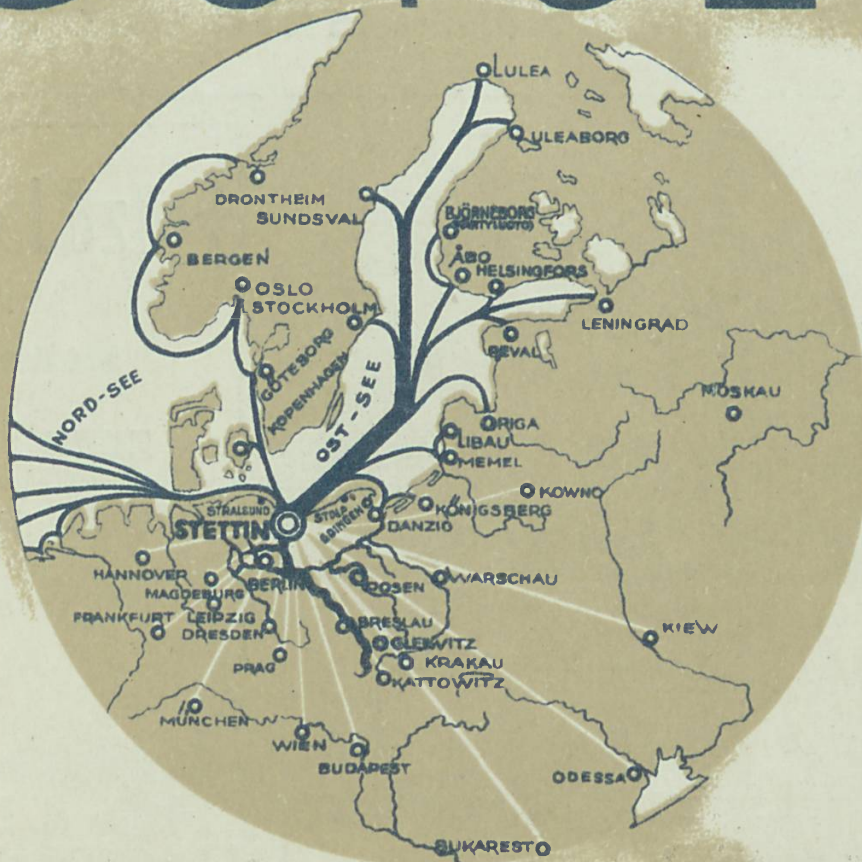 LULEA
ULEABORG
DRONTHEIM
SUNDSVAL
BJÖRNEBORG
BERGEN
ÅBO
HELSINGFORS
OSLO
STOCKHOLM
LENINGRAD
GÖTEBORG
REVAL
KOPENHAGEN
NORD-SEE
OST-SEE
MOSKAU
RIGA
LIBAU
MEMEL
KOWNO
STRALSUND
STOLP
GDINGEN
KÖNIGSBERG
STETTIN
DANZIG
HANNOVER
BERLIN
POSEN
WARSCHAU
MAGDEBURG
FRANKFURT
LEIPZIG
BRESLAU
DRESDEN
KIEW
GLEIWITZ
PRAG
KRAKAU
KATTOWITZ
MÜNCHEN
WIEN
BUDAPEST
ODESSA
BUKAREST